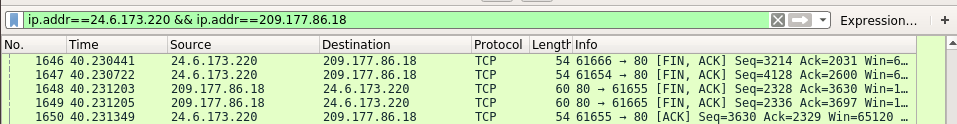 ip.addr==24.6.173.220 && ip.addr==209.177.86.18 Expression… +
No. Time Source Destination Protocol Length Info
1646 40.230441 24.6.173.220 209.177.86.18 TCP 54 61666 → 80 [FIN, ACK] Seq=3214 Ack=2031 Win=6…
1647 40.230722 24.6.173.220 209.177.86.18 TCP 54 61654 → 80 [FIN, ACK] Seq=4128 Ack=2600 Win=6…
1648 40.231203 209.177.86.18 24.6.173.220 TCP 60 80 → 61655 [FIN, ACK] Seq=2328 Ack=3630 Win=1…
1649 40.231205 209.177.86.18 24.6.173.220 TCP 60 80 → 61665 [FIN, ACK] Seq=2336 Ack=3697 Win=1…
1650 40.231349 24.6.173.220 209.177.86.18 TCP 54 61655 → 80 [ACK] Seq=3630 Ack=2329 Win=65120 …